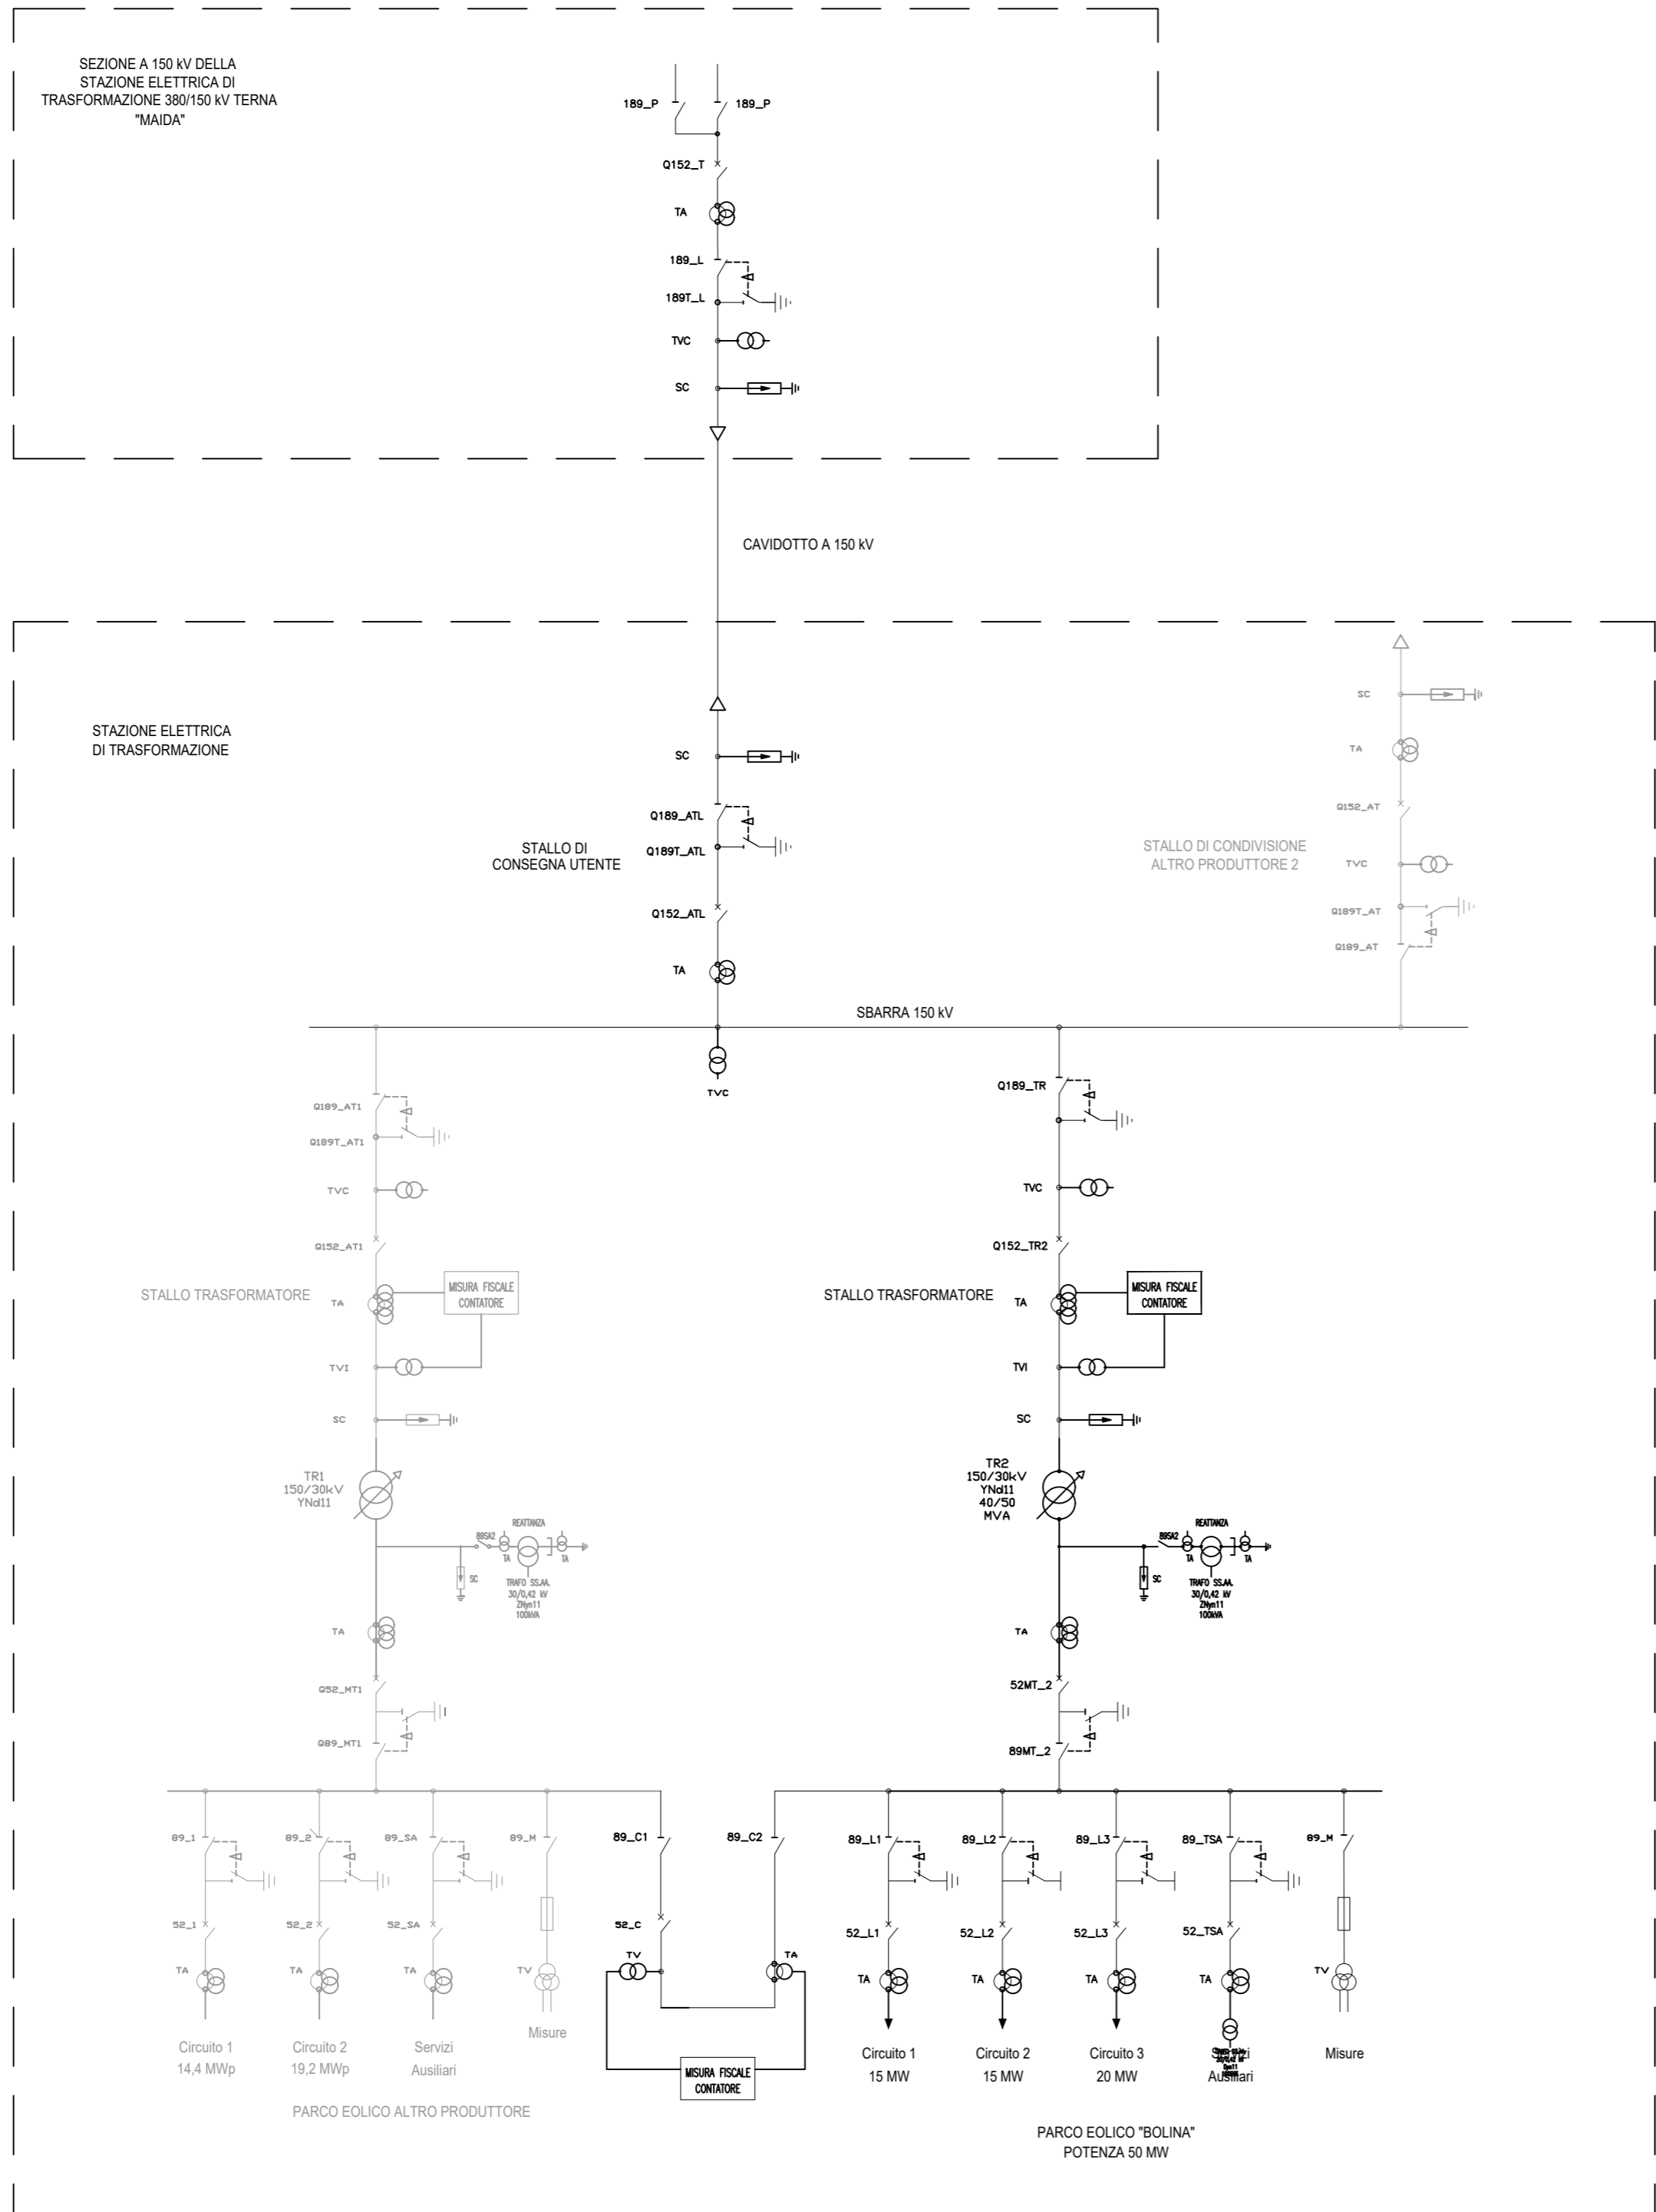 SEZIONE A 150 kV DELLA
STAZIONE ELETTRICA DI
TRASFORMAZIONE 380/150 kV TERNA
"MAIDA"
189_P
189_P
Q152_T
TA
189_L
189T_L
TVC
SC
CAVIDOTTO A 150 kV
STAZIONE ELETTRICA
DI TRASFORMAZIONE
SC
Q189_ATL
Q189T_ATL
STALLO DI
CONSEGNA UTENTE
Q152_ATL
TA
SC
TA
Q152_AT
STALLO DI CONDIVISIONE
ALTRO PRODUTTORE 2
TVC
Q189T_AT
Q189_AT
SBARRA 150 kV
TVC
Q189_AT1
Q189T_AT1
TVC
Q152_AT1
STALLO TRASFORMATORE
TA
MISURA FISCALE
CONTATORE
TVI
SC
TR1
150/30kV
YNd11
89SA2
REATTANZA
TA
TA
SC
TRAFO SS.AA.
30/0,42 kV
ZNyn11
100kVA
TA
Q52_MT1
Q89_MT1
Q189_TR
TVC
Q152_TR2
STALLO TRASFORMATORE
TA
MISURA FISCALE
CONTATORE
TVI
SC
TR2
150/30kV
YNd11
40/50
MVA
89SA2
REATTANZA
TA
TA
SC
TRAFO SS.AA.
30/0,42 kV
ZNyn11
100kVA
TA
52MT_2
89MT_2
89_1
89_2
89_SA
89_M
89_C1
89_C2
89_L1
89_L2
89_L3
89_TSA
89_M
52_1
52_2
52_SA
52_C
52_L1
52_L2
52_L3
52_TSA
TA
TA
TA
TV
TV
TA
TA
TA
TA
TA
TV
Circuito 1
14,4 MWp
Circuito 2
19,2 MWp
Servizi
Ausiliari
Misure
MISURA FISCALE
CONTATORE
Circuito 1
15 MW
Circuito 2
15 MW
Circuito 3
20 MW
Servizi
Ausiliari
Misure
PARCO EOLICO ALTRO PRODUTTORE
PARCO EOLICO "BOLINA"
POTENZA 50 MW